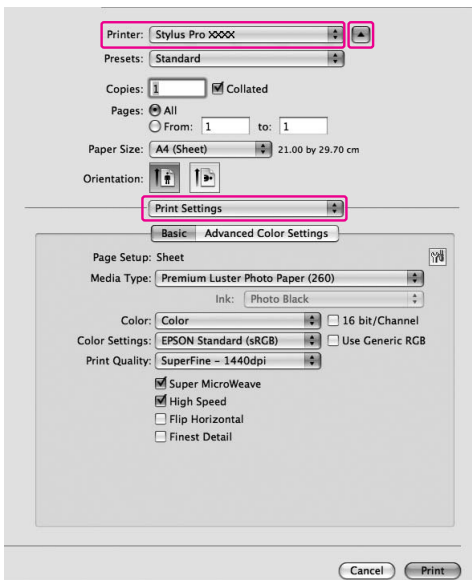 Printer: Stylus Pro XXXX
Presets: Standard
Copies: 1 Collated
Pages: All
From: 1 to: 1
Paper Size: A4 (Sheet) 21.00 by 29.70 cm
Orientation:
Print Settings
Basic Advanced Color Settings
Page Setup: Sheet
Media Type: Premium Luster Photo Paper (260)
Ink: Photo Black
Color: Color 16 bit/Channel
Color Settings: EPSON Standard (sRGB) Use Generic RGB
Print Quality: SuperFine – 1440dpi
Super MicroWeave
High Speed
Flip Horizontal
Finest Detail
Cancel Print